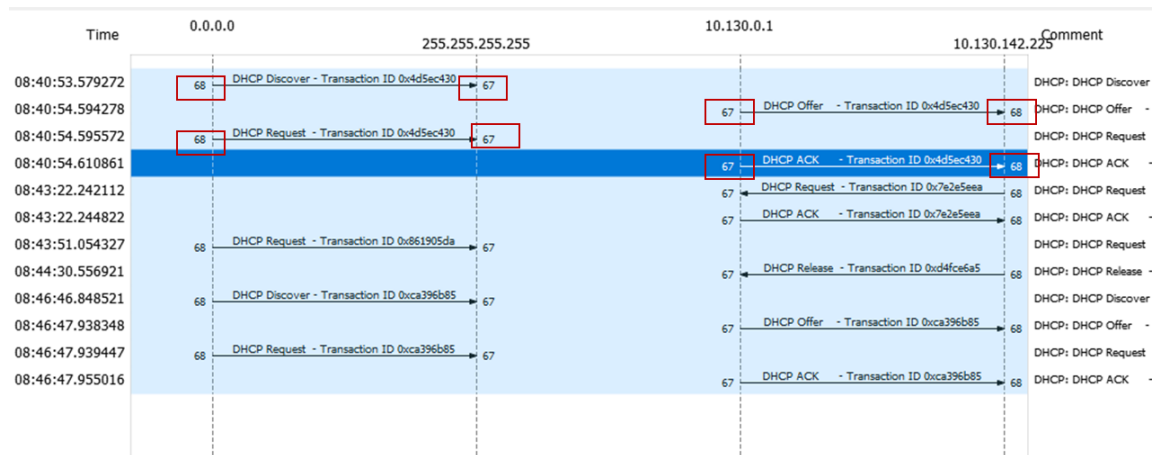 0.0.0.0 10.130.0.1
Time 255.255.255.255 10.130.142.225 Comment
08:40:53.579272 68 DHCP Discover - Transaction ID 0x4d5ec430 67 DHCP: DHCP Discover
08:40:54.594278 67 DHCP Offer - Transaction ID 0x4d5ec430 68 DHCP: DHCP Offer -
08:40:54.595572 68 DHCP Request - Transaction ID 0x4d5ec430 67 DHCP: DHCP Request
08:40:54.610861 67 DHCP ACK - Transaction ID 0x4d5ec430 68 DHCP: DHCP ACK -
08:43:22.242112 67 DHCP Request - Transaction ID 0x7e2e5eea 68 DHCP: DHCP Request
08:43:22.244822 67 DHCP ACK - Transaction ID 0x7e2e5eea 68 DHCP: DHCP ACK -
08:43:51.054327 68 DHCP Request - Transaction ID 0x861905da 67 DHCP: DHCP Request
08:44:30.556921 67 DHCP Release - Transaction ID 0xd4fce6a5 68 DHCP: DHCP Release -
08:46:46.848521 68 DHCP Discover - Transaction ID 0xca396b85 67 DHCP: DHCP Discover
08:46:47.938348 67 DHCP Offer - Transaction ID 0xca396b85 68 DHCP: DHCP Offer -
08:46:47.939447 68 DHCP Request - Transaction ID 0xca396b85 67 DHCP: DHCP Request
08:46:47.955016 67 DHCP ACK - Transaction ID 0xca396b85 68 DHCP: DHCP ACK -